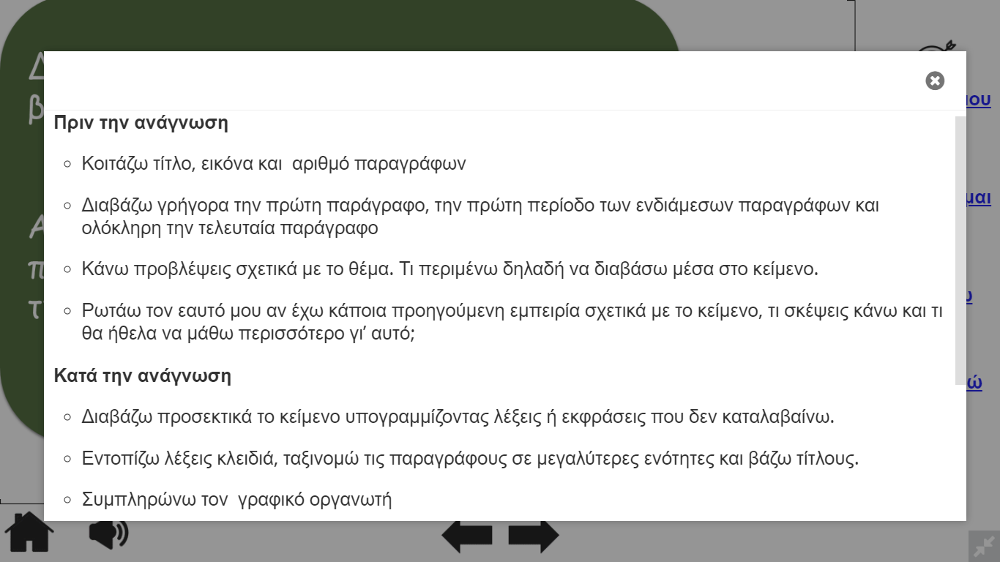 Πριν την ανάγνωση
Κοιτάζω τίτλο, εικόνα και  αριθμό παραγράφων
Διαβάζω γρήγορα την πρώτη παράγραφο, την πρώτη περίοδο των ενδιάμεσων παραγράφων και
ολόκληρη την τελευταία παράγραφο
Κάνω προβλέψεις σχετικά με το θέμα. Τι περιμένω δηλαδή να διαβάσω μέσα στο κείμενο.
Ρωτάω τον εαυτό μου αν έχω κάποια προηγούμενη εμπειρία σχετικά με το κείμενο, τι σκέψεις κάνω και τι
θα ήθελα να μάθω περισσότερο γι’ αυτό;
Κατά την ανάγνωση
Διαβάζω προσεκτικά το κείμενο υπογραμμίζοντας λέξεις ή εκφράσεις που δεν καταλαβαίνω.
Εντοπίζω λέξεις κλειδιά, ταξινομώ τις παραγράφους σε μεγαλύτερες ενότητες και βάζω τίτλους.
Συμπληρώνω τον  γραφικό οργανωτή